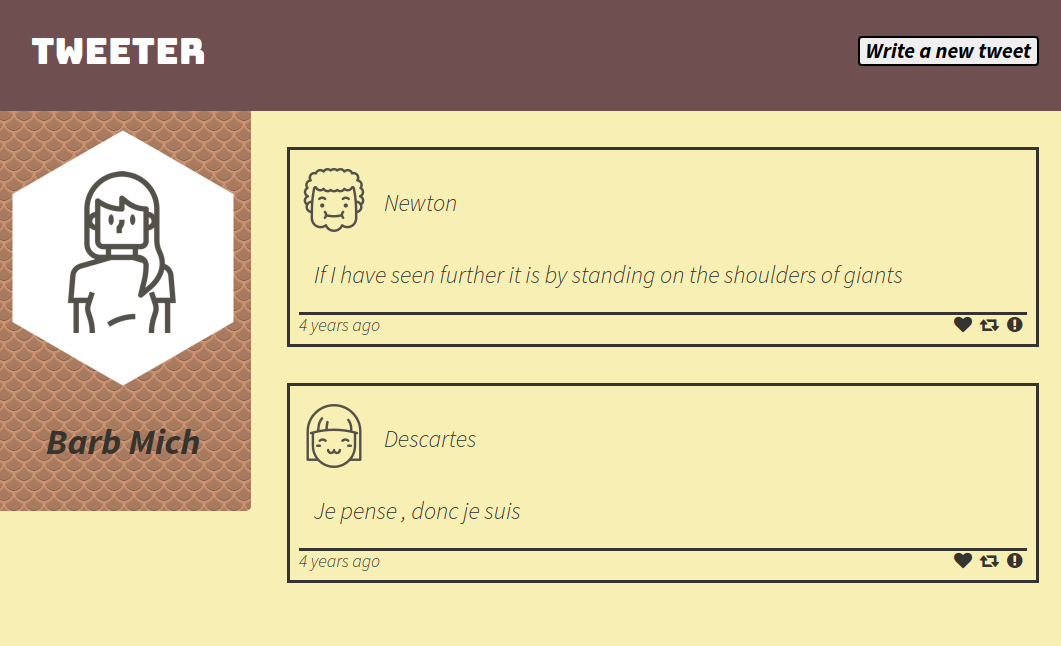 TWEETER
Write a new tweet
Barb Mich
Newton
If I have seen further it is by standing on the shoulders of giants
4 years ago
Descartes
Je pense , donc je suis
4 years ago